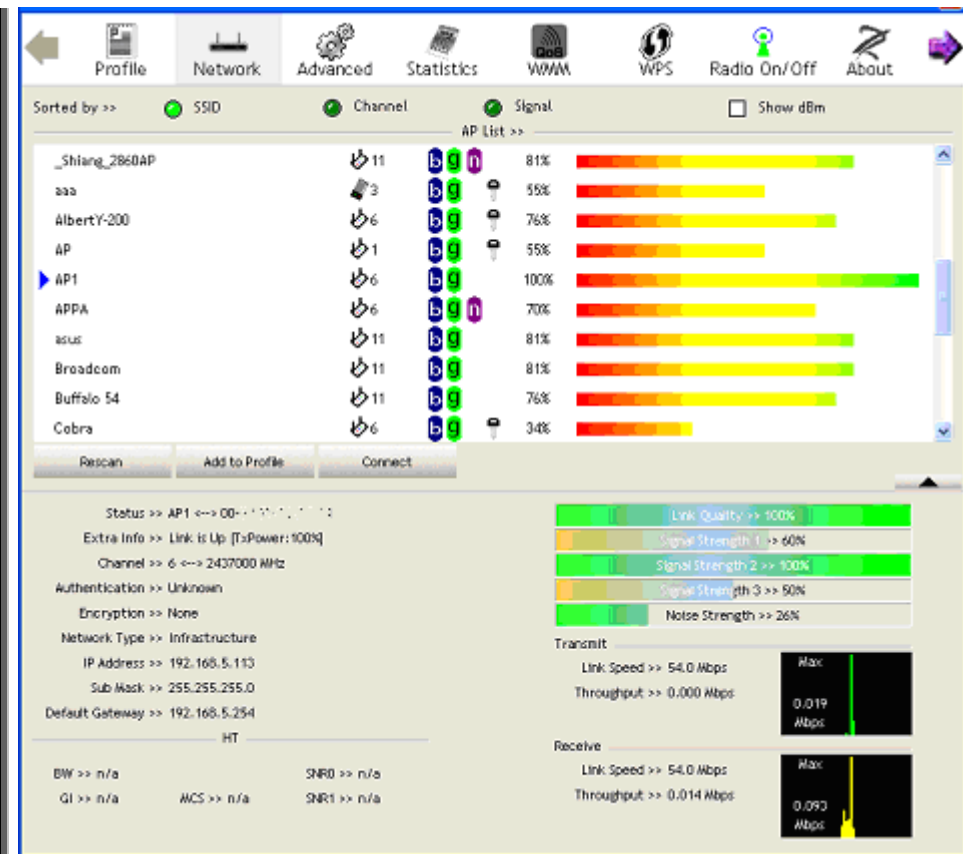 Profile Network Advanced Statistics QoS WMM WPS Radio On/Off About
Sorted by >> SSID Channel Signal Show dBm
AP List >>
_Shiang_2860AP 11 b g n 81%
aaa 3 b g 55%
AlbertY-200 6 b g 76%
AP 1 b g 55%
AP1 6 b g 100%
APPA 6 b g n 70%
asus 11 b g 81%
Broadcom 11 b g 81%
Buffalo 54 11 b g 76%
Cobra 6 b g 34%
Rescan Add to Profile Connect
Status >> AP1 <--> 00-
Extra Info >> Link is Up [TxPower:100%]
Channel >> 6 <--> 2437000 MHz
Authentication >> Unknown
Encryption >> None
Network Type >> Infrastructure
IP Address >> 192.168.5.113
Sub Mask >> 255.255.255.0
Default Gateway >> 192.168.5.254
HT
BW >> n/a SNR0 >> n/a
GI >> n/a MCS >> n/a SNR1 >> n/a
Link Quality >> 100%
Signal Strength 1 >> 60%
Signal Strength 2 >> 100%
Signal Strength 3 >> 50%
Noise Strength >> 26%
Transmit
Link Speed >> 54.0 Mbps
Throughput >> 0.000 Mbps
Max
0.019
Mbps
Receive
Link Speed >> 54.0 Mbps
Throughput >> 0.014 Mbps
Max
0.093
Mbps